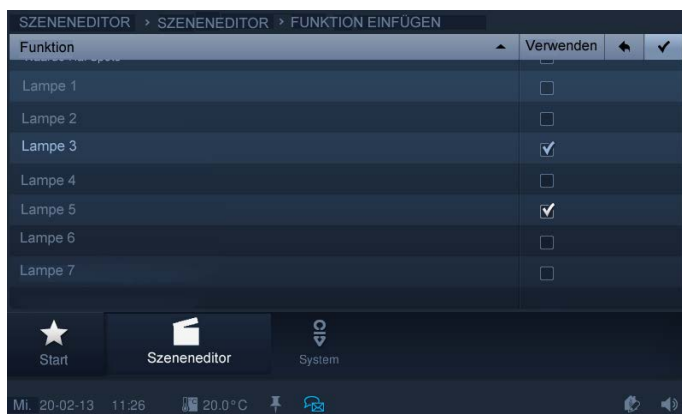 SZENENEDITOR > SZENENEDITOR > FUNKTION EINFÜGEN
Funktion Verwenden
Lampe 1
Lampe 2
Lampe 3
Lampe 4
Lampe 5
Lampe 6
Lampe 7
Start Szeneneditor System
Mi. 20-02-13 11:26 20.0°C